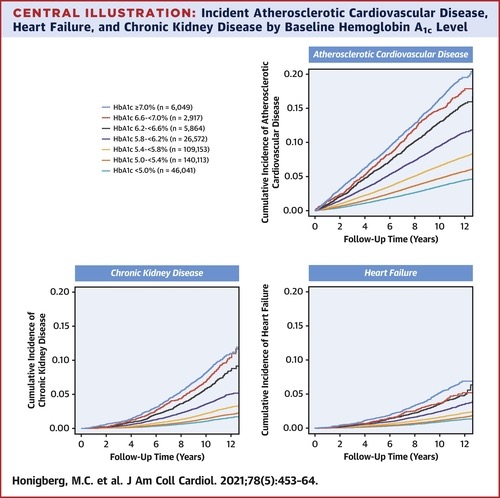 CENTRAL ILLUSTRATION: Incident Atherosclerotic Cardiovascular Disease,
Heart Failure, and Chronic Kidney Disease by Baseline Hemoglobin A1c Level
HbA1c ≥7.0% (n = 6,049)
HbA1c 6.6-<7.0% (n = 2,917)
HbA1c 6.2-<6.6% (n = 5,864)
HbA1c 5.8-<6.2% (n = 26,572)
HbA1c 5.4-<5.8% (n = 109,153)
HbA1c 5.0-<5.4% (n = 140,113)
HbA1c <5.0% (n = 46,041)
Atherosclerotic Cardiovascular Disease
Cumulative Incidence of Atherosclerotic
Cardiovascular Disease
0.20
0.15
0.10
0.05
0.00
0 2 4 6 8 10 12
Follow-Up Time (Years)
Chronic Kidney Disease
Cumulative Incidence of
Chronic Kidney Disease
0.20
0.15
0.10
0.05
0.00
0 2 4 6 8 10 12
Follow-Up Time (Years)
Heart Failure
Cumulative Incidence of Heart Failure
0.20
0.15
0.10
0.05
0.00
0 2 4 6 8 10 12
Follow-Up Time (Years)
Honigberg, M.C. et al. J Am Coll Cardiol. 2021;78(5):453-64.